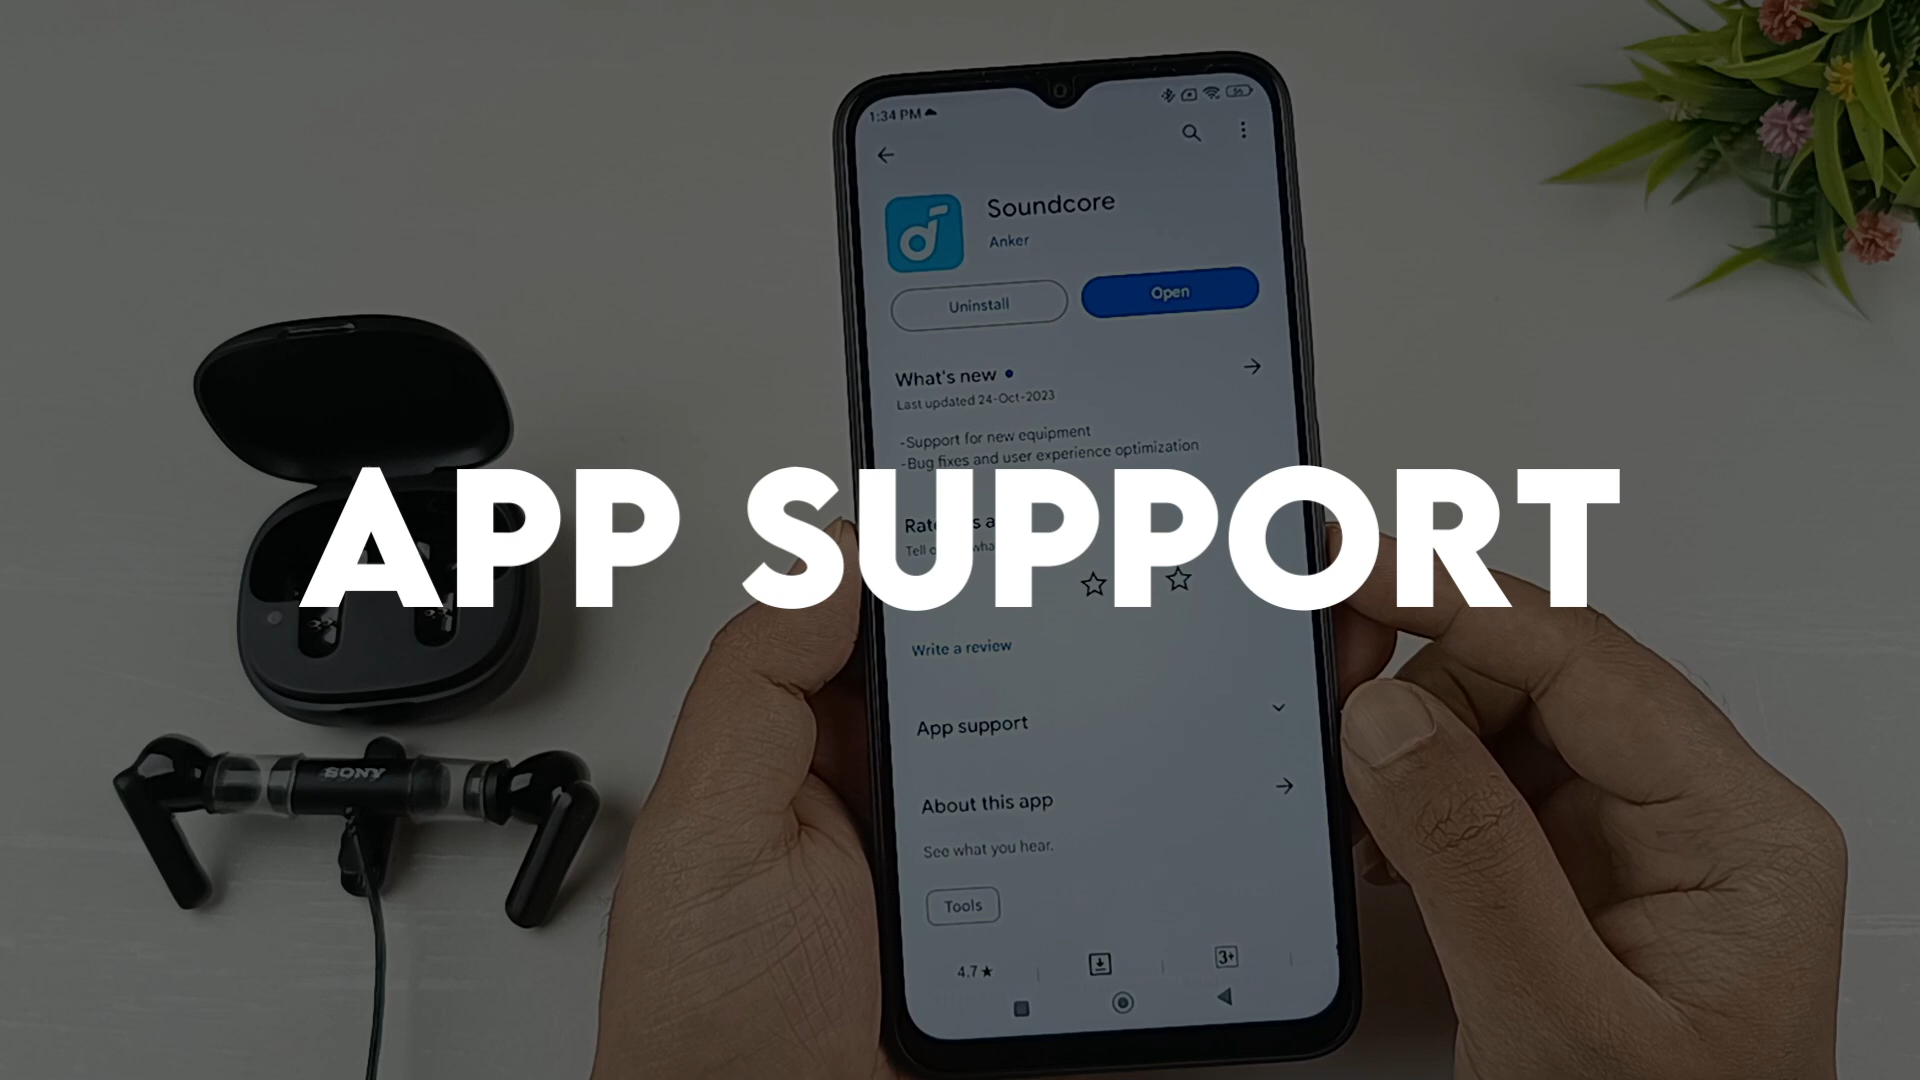 1:34 PM
56
Soundcore
Anker
Uninstall
Open
What's new
Last updated 24-Oct-2023
-Support for new equipment
-Bug fixes and user experience optimization
APP SUPPORT
Write a review
App support
About this app
See what you hear.
Tools
4.7★
3+
SONY